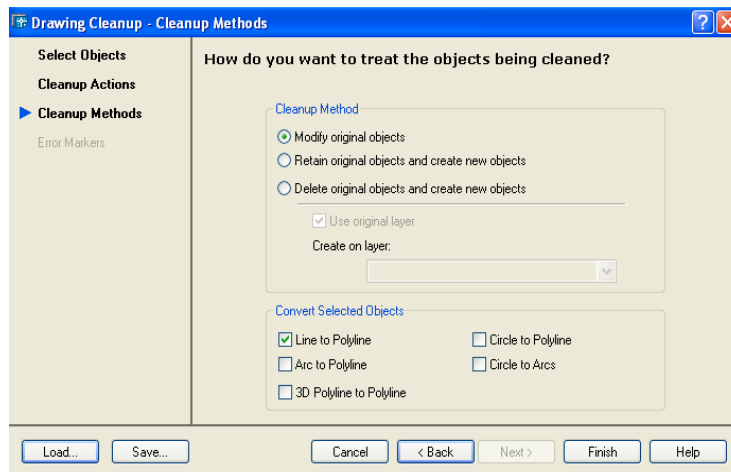 Drawing Cleanup - Cleanup Methods
Select Objects
Cleanup Actions
Cleanup Methods
Error Markers
How do you want to treat the objects being cleaned?
Cleanup Method
Modify original objects
Retain original objects and create new objects
Delete original objects and create new objects
Use original layer
Create on layer:
Convert Selected Objects
Line to Polyline
Circle to Polyline
Arc to Polyline
Circle to Arcs
3D Polyline to Polyline
Load...
Save...
Cancel
< Back
Next >
Finish
Help